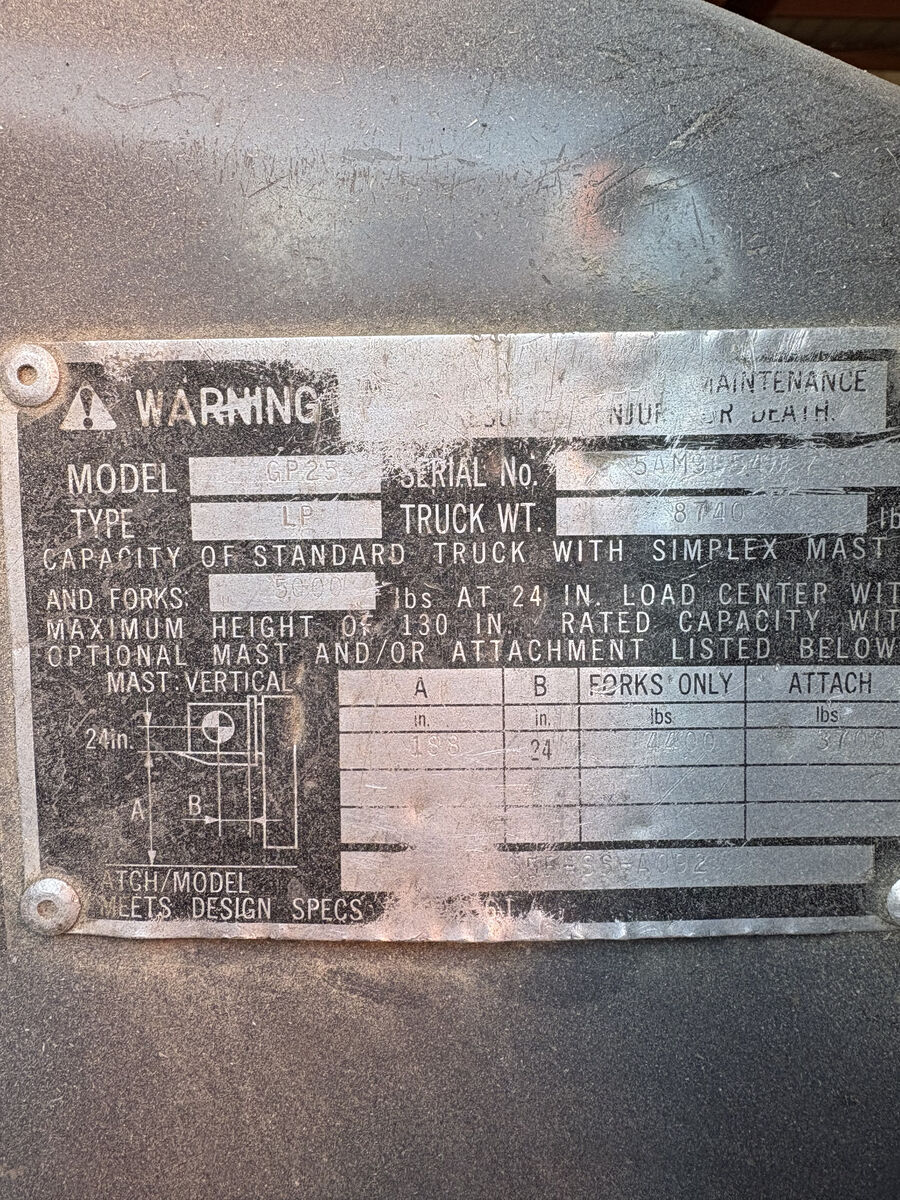 WARNING
MAINTENANCE
OR DEATH.
MODEL GP25 SERIAL No.
TYPE LP TRUCK WT. 8740 lb
CAPACITY OF STANDARD TRUCK WITH SIMPLEX MAST
AND FORKS: 5000 lbs AT 24 IN. LOAD CENTER WIT
MAXIMUM HEIGHT OF 130 IN. RATED CAPACITY WIT
OPTIONAL MAST AND/OR ATTACHMENT LISTED BELOW
MAST VERTICAL A B FORKS ONLY ATTACH
in. in. lbs lbs
24in. 188 24 4400 3700
A B
ATCH/MODEL
MEETS DESIGN SPECS